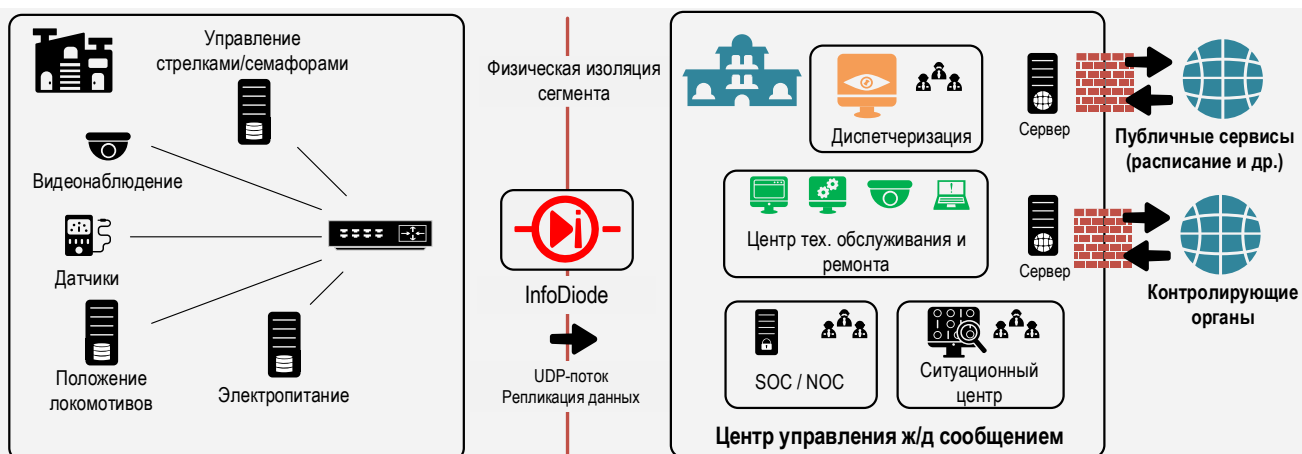 Управление
стрелками/семафорами
Видеонаблюдение
Датчики
Положение
локомотивов
Электропитание
Физическая изоляция
сегмента
InfoDiode
UDP-поток
Репликация данных
Диспетчеризация
Центр тех. обслуживания и
ремонта
SOC / NOC
Ситуационный
центр
Центр управления ж/д сообщением
Сервер
Публичные сервисы
(расписание и др.)
Сервер
Контролирующие
органы